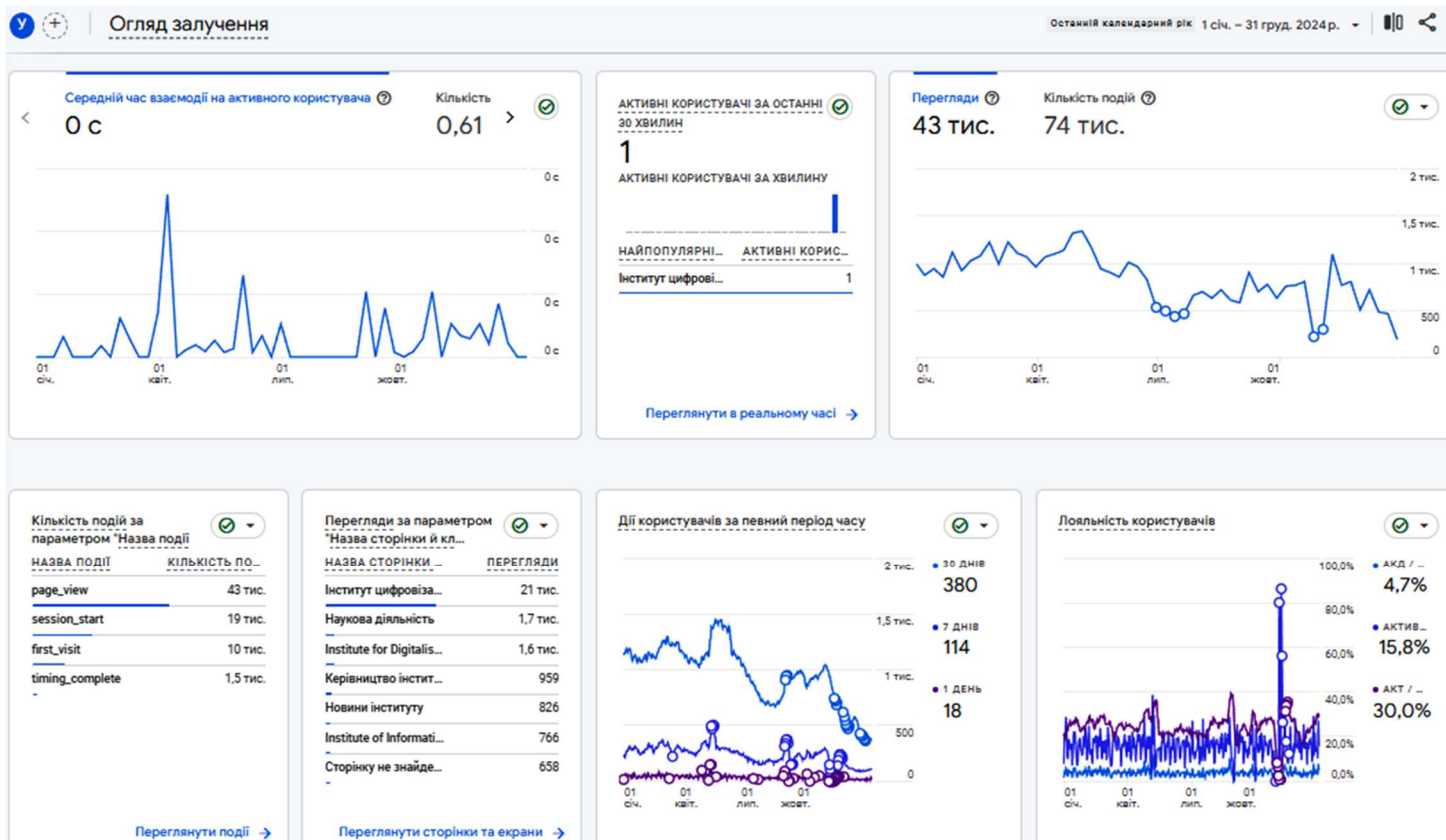 У
Огляд залучення
Останній календарний рік 1 січ. – 31 груд. 2024 р.
Середній час взаємодії на активного користувача
0 с
Кількість
0,61
0 с
0 с
0 с
0 с
01 січ.
01 квіт.
01 лип.
01 жовт.
АКТИВНІ КОРИСТУВАЧІ ЗА ОСТАННІ
30 ХВИЛИН
1
АКТИВНІ КОРИСТУВАЧІ ЗА ХВИЛИНУ
НАЙПОПУЛЯРНІ... АКТИВНІ КОРИС...
Інститут цифрові... 1
Переглянути в реальному часі
Перегляди
43 тис.
Кількість подій
74 тис.
2 тис.
1,5 тис.
1 тис.
500
0
01 січ.
01 квіт.
01 лип.
01 жовт.
Кількість подій за
параметром "Назва події
НАЗВА ПОДІЇ КІЛЬКІСТЬ ПО...
page_view 43 тис.
session_start 19 тис.
first_visit 10 тис.
timing_complete 1,5 тис.
Переглянути події
Перегляди за параметром
"Назва сторінки й кл...
НАЗВА СТОРІНКИ ... ПЕРЕГЛЯДИ
Інститут цифровіза... 21 тис.
Наукова діяльність 1,7 тис.
Institute for Digitalis... 1,6 тис.
Керівництво інстит... 959
Новини інституту 826
Institute of Informati... 766
Сторінку не знайде... 658
Переглянути сторінки та екрани
Дії користувачів за певний період часу
2 тис.
1,5 тис.
1 тис.
500
0
01 січ.
01 квіт.
01 лип.
01 жовт.
30 ДНІВ
380
7 ДНІВ
114
1 ДЕНЬ
18
Лояльність користувачів
100,0%
80,0%
60,0%
40,0%
20,0%
0,0%
01 січ.
01 квіт.
01 лип.
01 жовт.
АКД / ...
4,7%
АКТИВ...
15,8%
АКТ / ...
30,0%